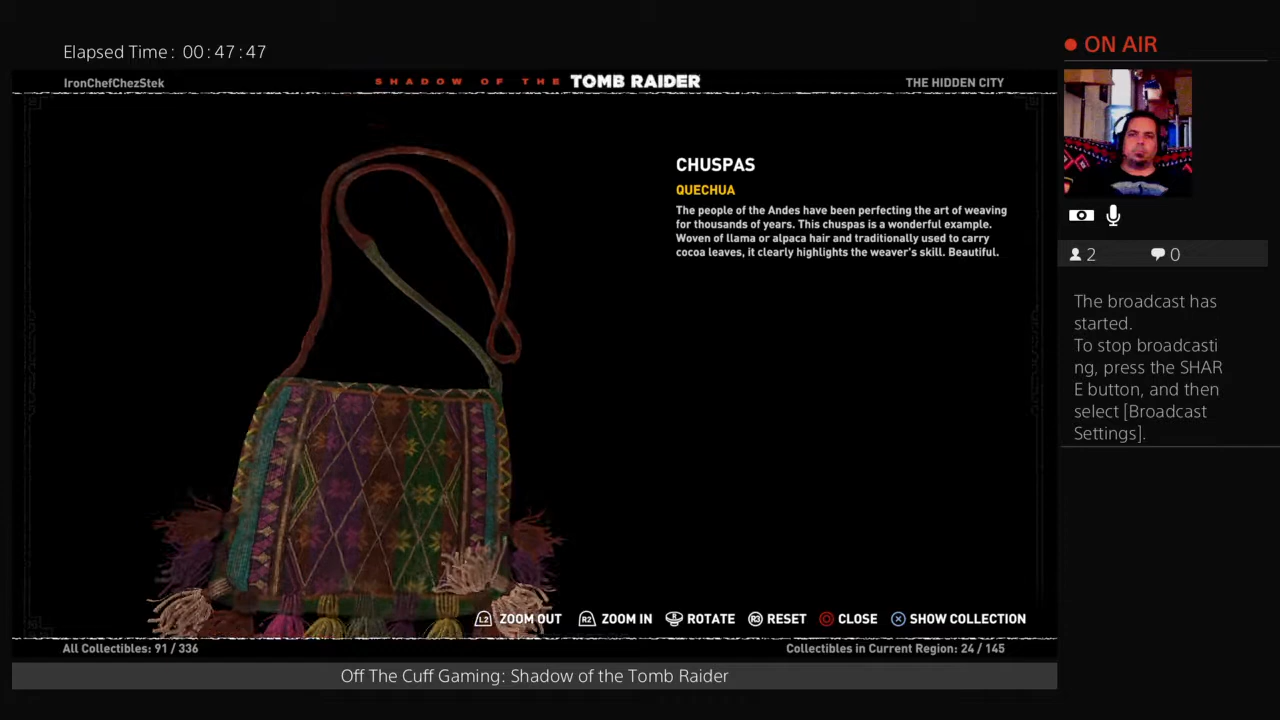 Elapsed Time: 00:47:47
ON AIR
IronChefChezStek
SHADOW OF THE TOMB RAIDER
THE HIDDEN CITY
CHUSPAS
QUECHUA
The people of the Andes have been perfecting the art of weaving
for thousands of years. This chuspas is a wonderful example.
Woven of llama or alpaca hair and traditionally used to carry
cocoa leaves, it clearly highlights the weaver's skill. Beautiful.
2
0
The broadcast has
started.
To stop broadcasti
ng, press the SHAR
E button, and then
select [Broadcast
Settings].
L2 ZOOM OUT
R2 ZOOM IN
R ROTATE
R3 RESET
CLOSE
SHOW COLLECTION
All Collectibles: 91 / 336
Collectibles in Current Region: 24 / 145
Off The Cuff Gaming: Shadow of the Tomb Raider